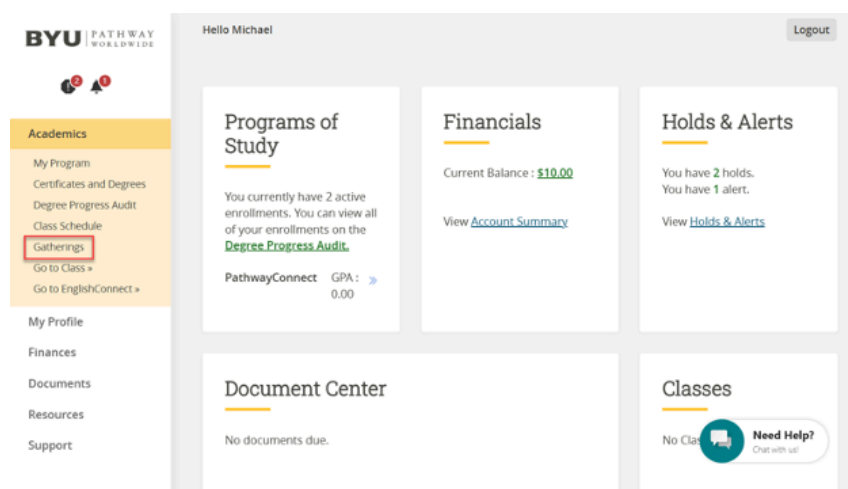 BYU PATHWAY
WORLDWIDE
Hello Michael
Logout
2
1
Academics
My Program
Certificates and Degrees
Degree Progress Audit
Class Schedule
Gatherings
Go to Class »
Go to EnglishConnect »
My Profile
Finances
Documents
Resources
Support
Programs of
Study
You currently have 2 active
enrollments. You can view all
of your enrollments on the
Degree Progress Audit.
PathwayConnect GPA : »
0.00
Financials
Current Balance : $10.00
View Account Summary
Holds & Alerts
You have 2 holds.
You have 1 alert.
View Holds & Alerts
Document Center
No documents due.
Classes
No Clas
Need Help?
Chat with us!